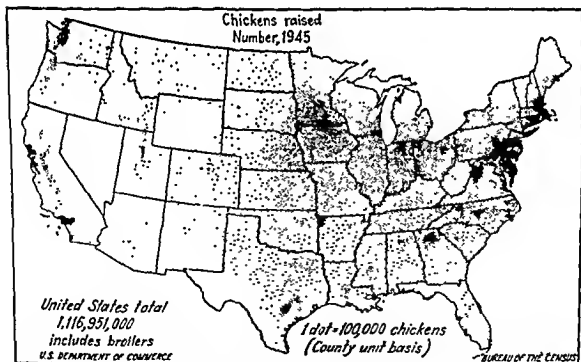 Chickens raised
Number, 1945
United States total
1,116,951,000
includes broilers
U.S. DEPARTMENT OF COMMERCE
1 dot=100,000 chickens
(County unit basis)
BUREAU OF THE CENSUS